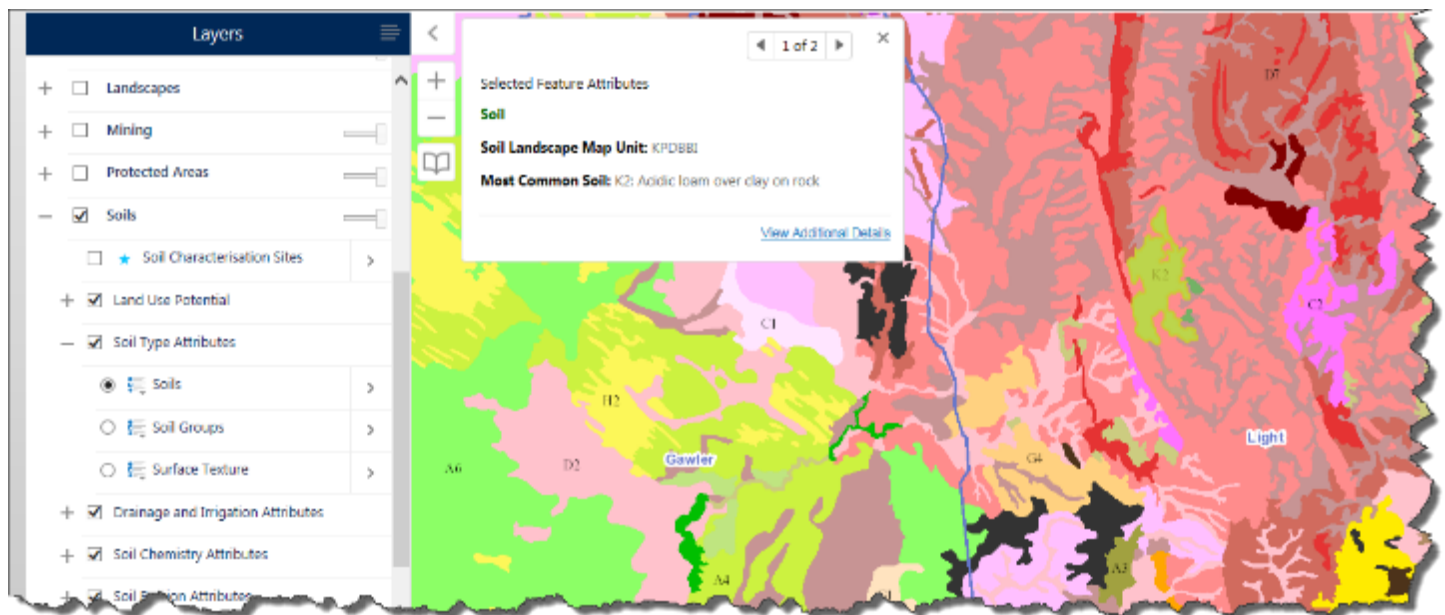 Layers
Landscapes
Mining
Protected Areas
Soils
Soil Characterisation Sites
Land Use Potential
Soil Type Attributes
Soils
Soil Groups
Surface Texture
Drainage and Irrigation Attributes
Soil Chemistry Attributes
Soil Erosion Attributes
1 of 2
Selected Feature Attributes
Soil
Soil Landscape Map Unit: KPDBBI
Most Common Soil: K2: Acidic loam over clay on rock
View Additional Details
D7
K2
C2
C1
H2
Light
Gawler
G4
A6
D2
A4
A3